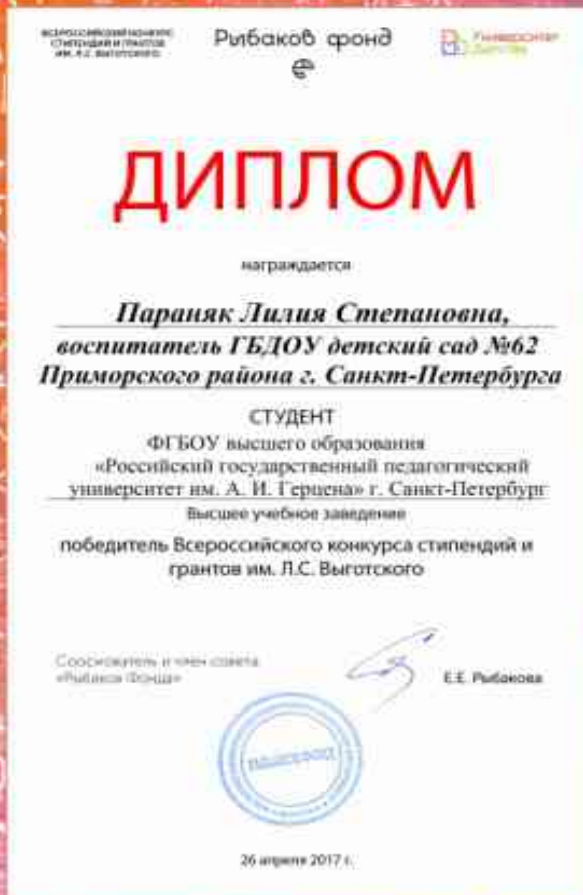 ВСЕРОССИЙСКИЙ КОНКУРС
СТИПЕНДИЙ И ГРАНТОВ
ИМ. Л.С. ВЫГОТСКОГО
Рыбаков фонд
Университет
детства
ДИПЛОМ
награждается
Параняк Лилия Степановна,
воспитатель ГБДОУ детский сад №62
Приморского района г. Санкт-Петербурга
СТУДЕНТ
ФГБОУ высшего образования
«Российский государственный педагогический
университет им. А. И. Герцена» г. Санкт-Петербург
Высшее учебное заведение
победитель Всероссийского конкурса стипендий и
грантов им. Л.С. Выготского
Сооснователь и член совета
«Рыбаков Фонда»
Е.Е. Рыбакова
26 апреля 2017 г.